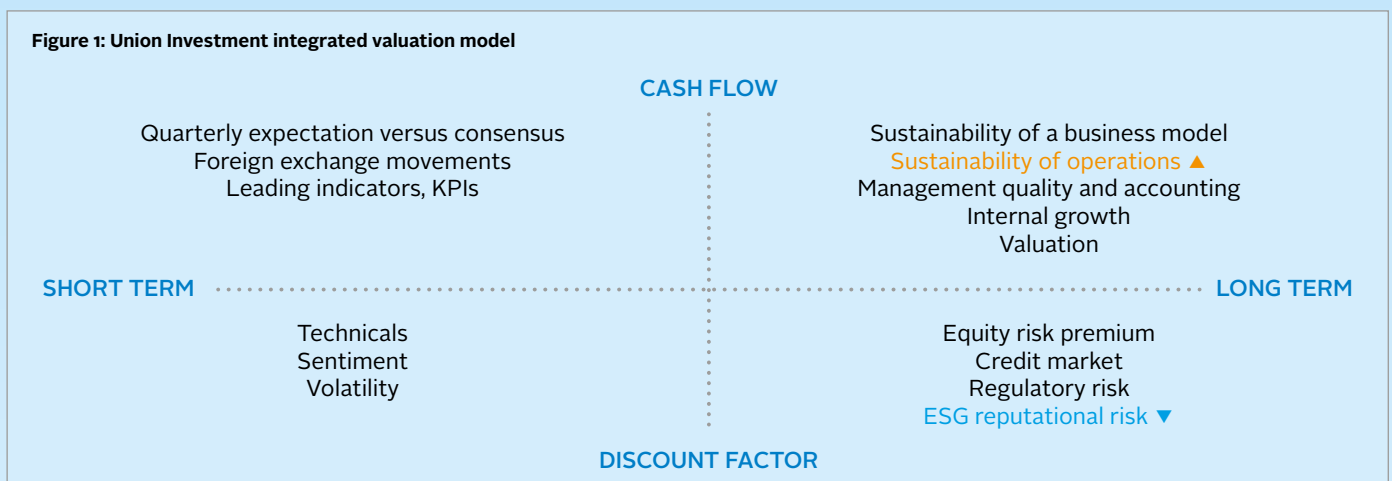 Figure 1: Union Investment integrated valuation model
CASH FLOW
Quarterly expectation versus consensus
Foreign exchange movements
Leading indicators, KPIs
Sustainability of a business model
Sustainability of operations ▲
Management quality and accounting
Internal growth
Valuation
SHORT TERM
LONG TERM
Technicals
Sentiment
Volatility
Equity risk premium
Credit market
Regulatory risk
ESG reputational risk ▼
DISCOUNT FACTOR